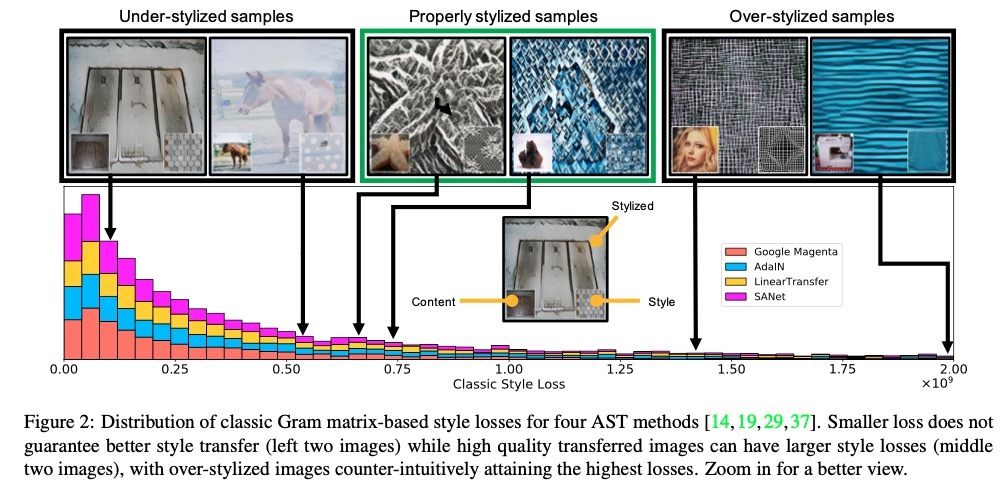 Under-stylized samples
Properly stylized samples
Over-stylized samples
Stylized
Content
Style
Google Magenta
AdaIN
LinearTransfer
SANet
0.00
0.25
0.50
0.75
1.00
1.25
1.50
1.75
2.00
Classic Style Loss
×10⁹
Figure 2: Distribution of classic Gram matrix-based style losses for four AST methods [14,19,29,37]. Smaller loss does not
guarantee better style transfer (left two images) while high quality transferred images can have larger style losses (middle
two images), with over-stylized images counter-intuitively attaining the highest losses. Zoom in for a better view.